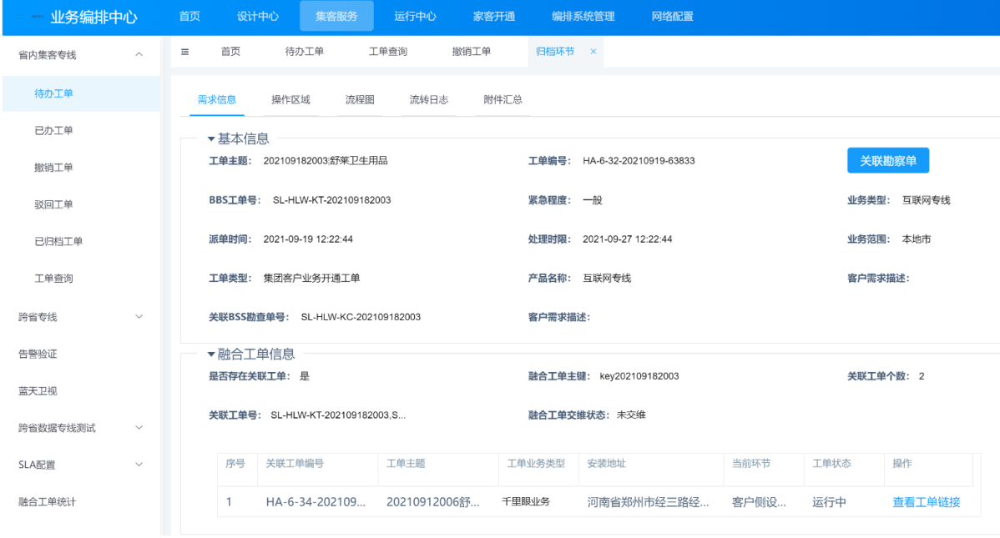 业务编排中心 首页 设计中心 集客服务 运行中心 家客开通 编排系统管理 网络配置
省内集客专线
待办工单
已办工单
撤销工单
驳回工单
已归档工单
工单查询
跨省专线
告警验证
蓝天卫视
跨省数据专线测试
SLA配置
融合工单统计
首页 待办工单 工单查询 撤销工单 归档环节 ×
需求信息 操作区域 流程图 流转日志 附件汇总
基本信息
工单主题： 202109182003|舒莱卫生用品 工单编号： HA-6-32-20210919-63833 关联勘察单
BBS工单号： SL-HLW-KT-202109182003 紧急程度： 一般 业务类型： 互联网专线
派单时间： 2021-09-19 12:22:44 处理时限： 2021-09-27 12:22:44 业务范围： 本地市
工单类型： 集团客户业务开通工单 产品名称： 互联网专线 客户需求描述：
关联BSS勘查单号： SL-HLW-KC-202109182003 客户需求描述：
融合工单信息
是否存在关联工单： 是 融合工单主键： key202109182003 关联工单个数： 2
关联工单号： SL-HLW-KT-202109182003,S... 融合工单交维状态： 未交维
序号 关联工单编号 工单主题 工单业务类型 安装地址 当前环节 工单状态 操作
1 HA-6-34-202109... 20210912006舒... 千里眼业务 河南省郑州市经三路经... 客户侧设... 运行中 查看工单链接